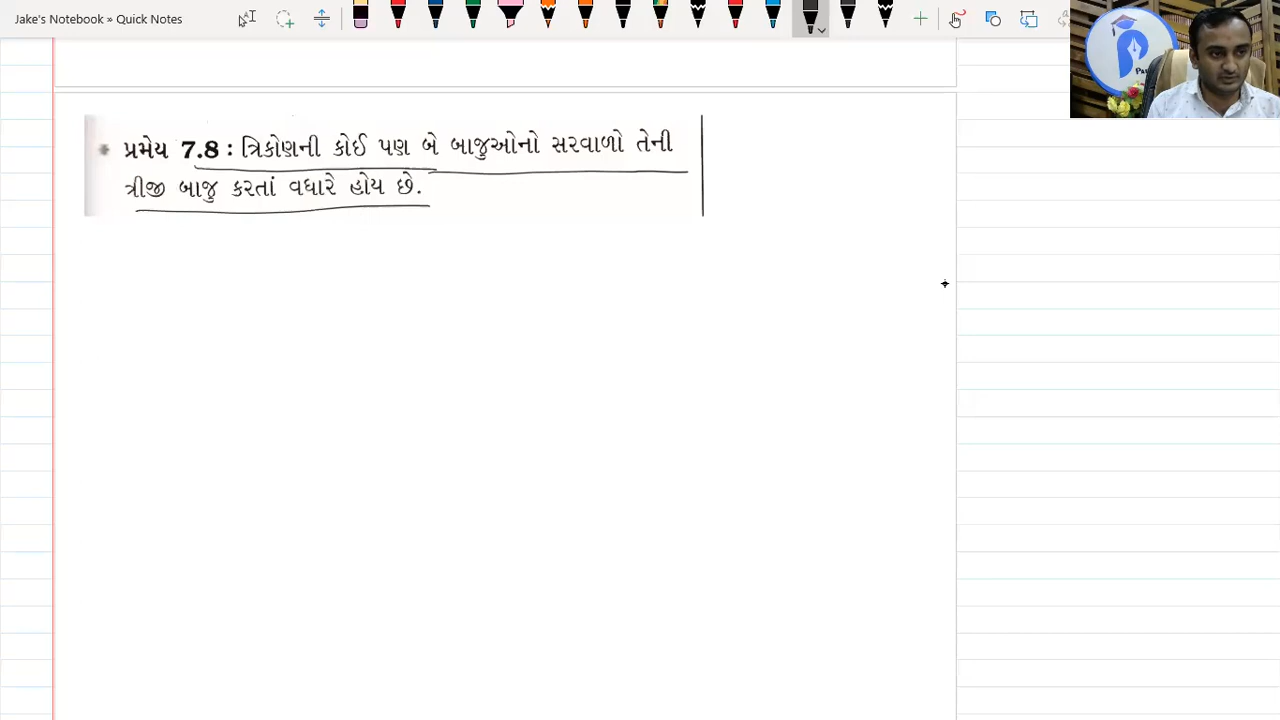 Jake's Notebook » Quick Notes
પ્રમેય 7.8 : ત્રિકોણની કોઈ પણ બે બાજુઓનો સરવાળો તેની
ત્રીજી બાજુ કરતાં વધારે હોય છે.